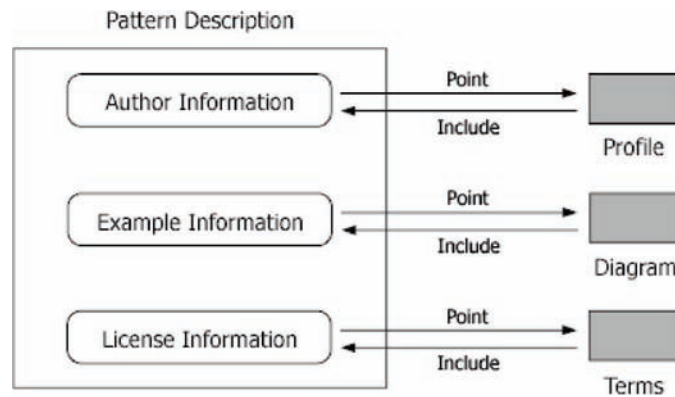 Pattern Description
Author Information
Point
Include
Profile
Example Information
Point
Include
Diagram
License Information
Point
Include
Terms